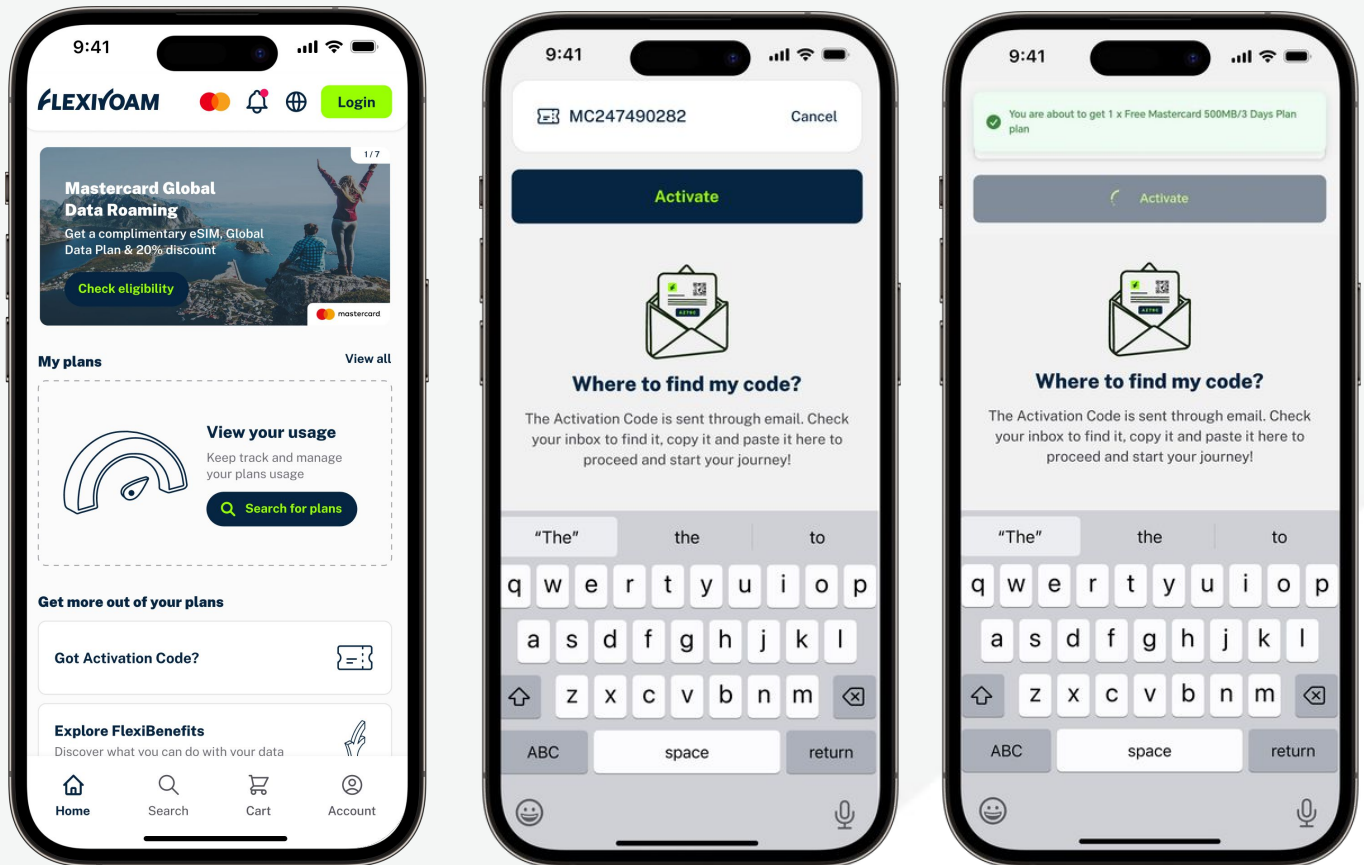 9:41
FLEXIROAM
Login
1/7
Mastercard Global
Data Roaming
Get a complimentary eSIM, Global
Data Plan & 20% discount
Check eligibility
mastercard
My plans
View all
View your usage
Keep track and manage
your plans usage
Search for plans
Get more out of your plans
Got Activation Code?
Explore FlexiBenefits
Discover what you can do with your data
Home
Search
Cart
Account
9:41
MC247490282
Cancel
Activate
AZTRC
Where to find my code?
The Activation Code is sent through email. Check
your inbox to find it, copy it and paste it here to
proceed and start your journey!
"The"
the
to
q w e r t y u i o p
a s d f g h j k l
z x c v b n m
ABC
space
return
9:41
You are about to get 1 x Free Mastercard 500MB/3 Days Plan
plan
Activate
AZTRC
Where to find my code?
The Activation Code is sent through email. Check
your inbox to find it, copy it and paste it here to
proceed and start your journey!
"The"
the
to
q w e r t y u i o p
a s d f g h j k l
z x c v b n m
ABC
space
return